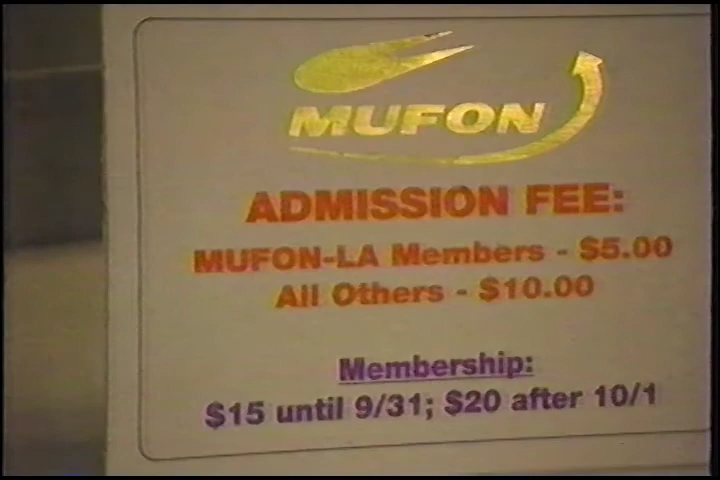 MUFON
ADMISSION FEE:
MUFON-LA Members - $5.00
All Others - $10.00
Membership:
$15 until 9/31; $20 after 10/1